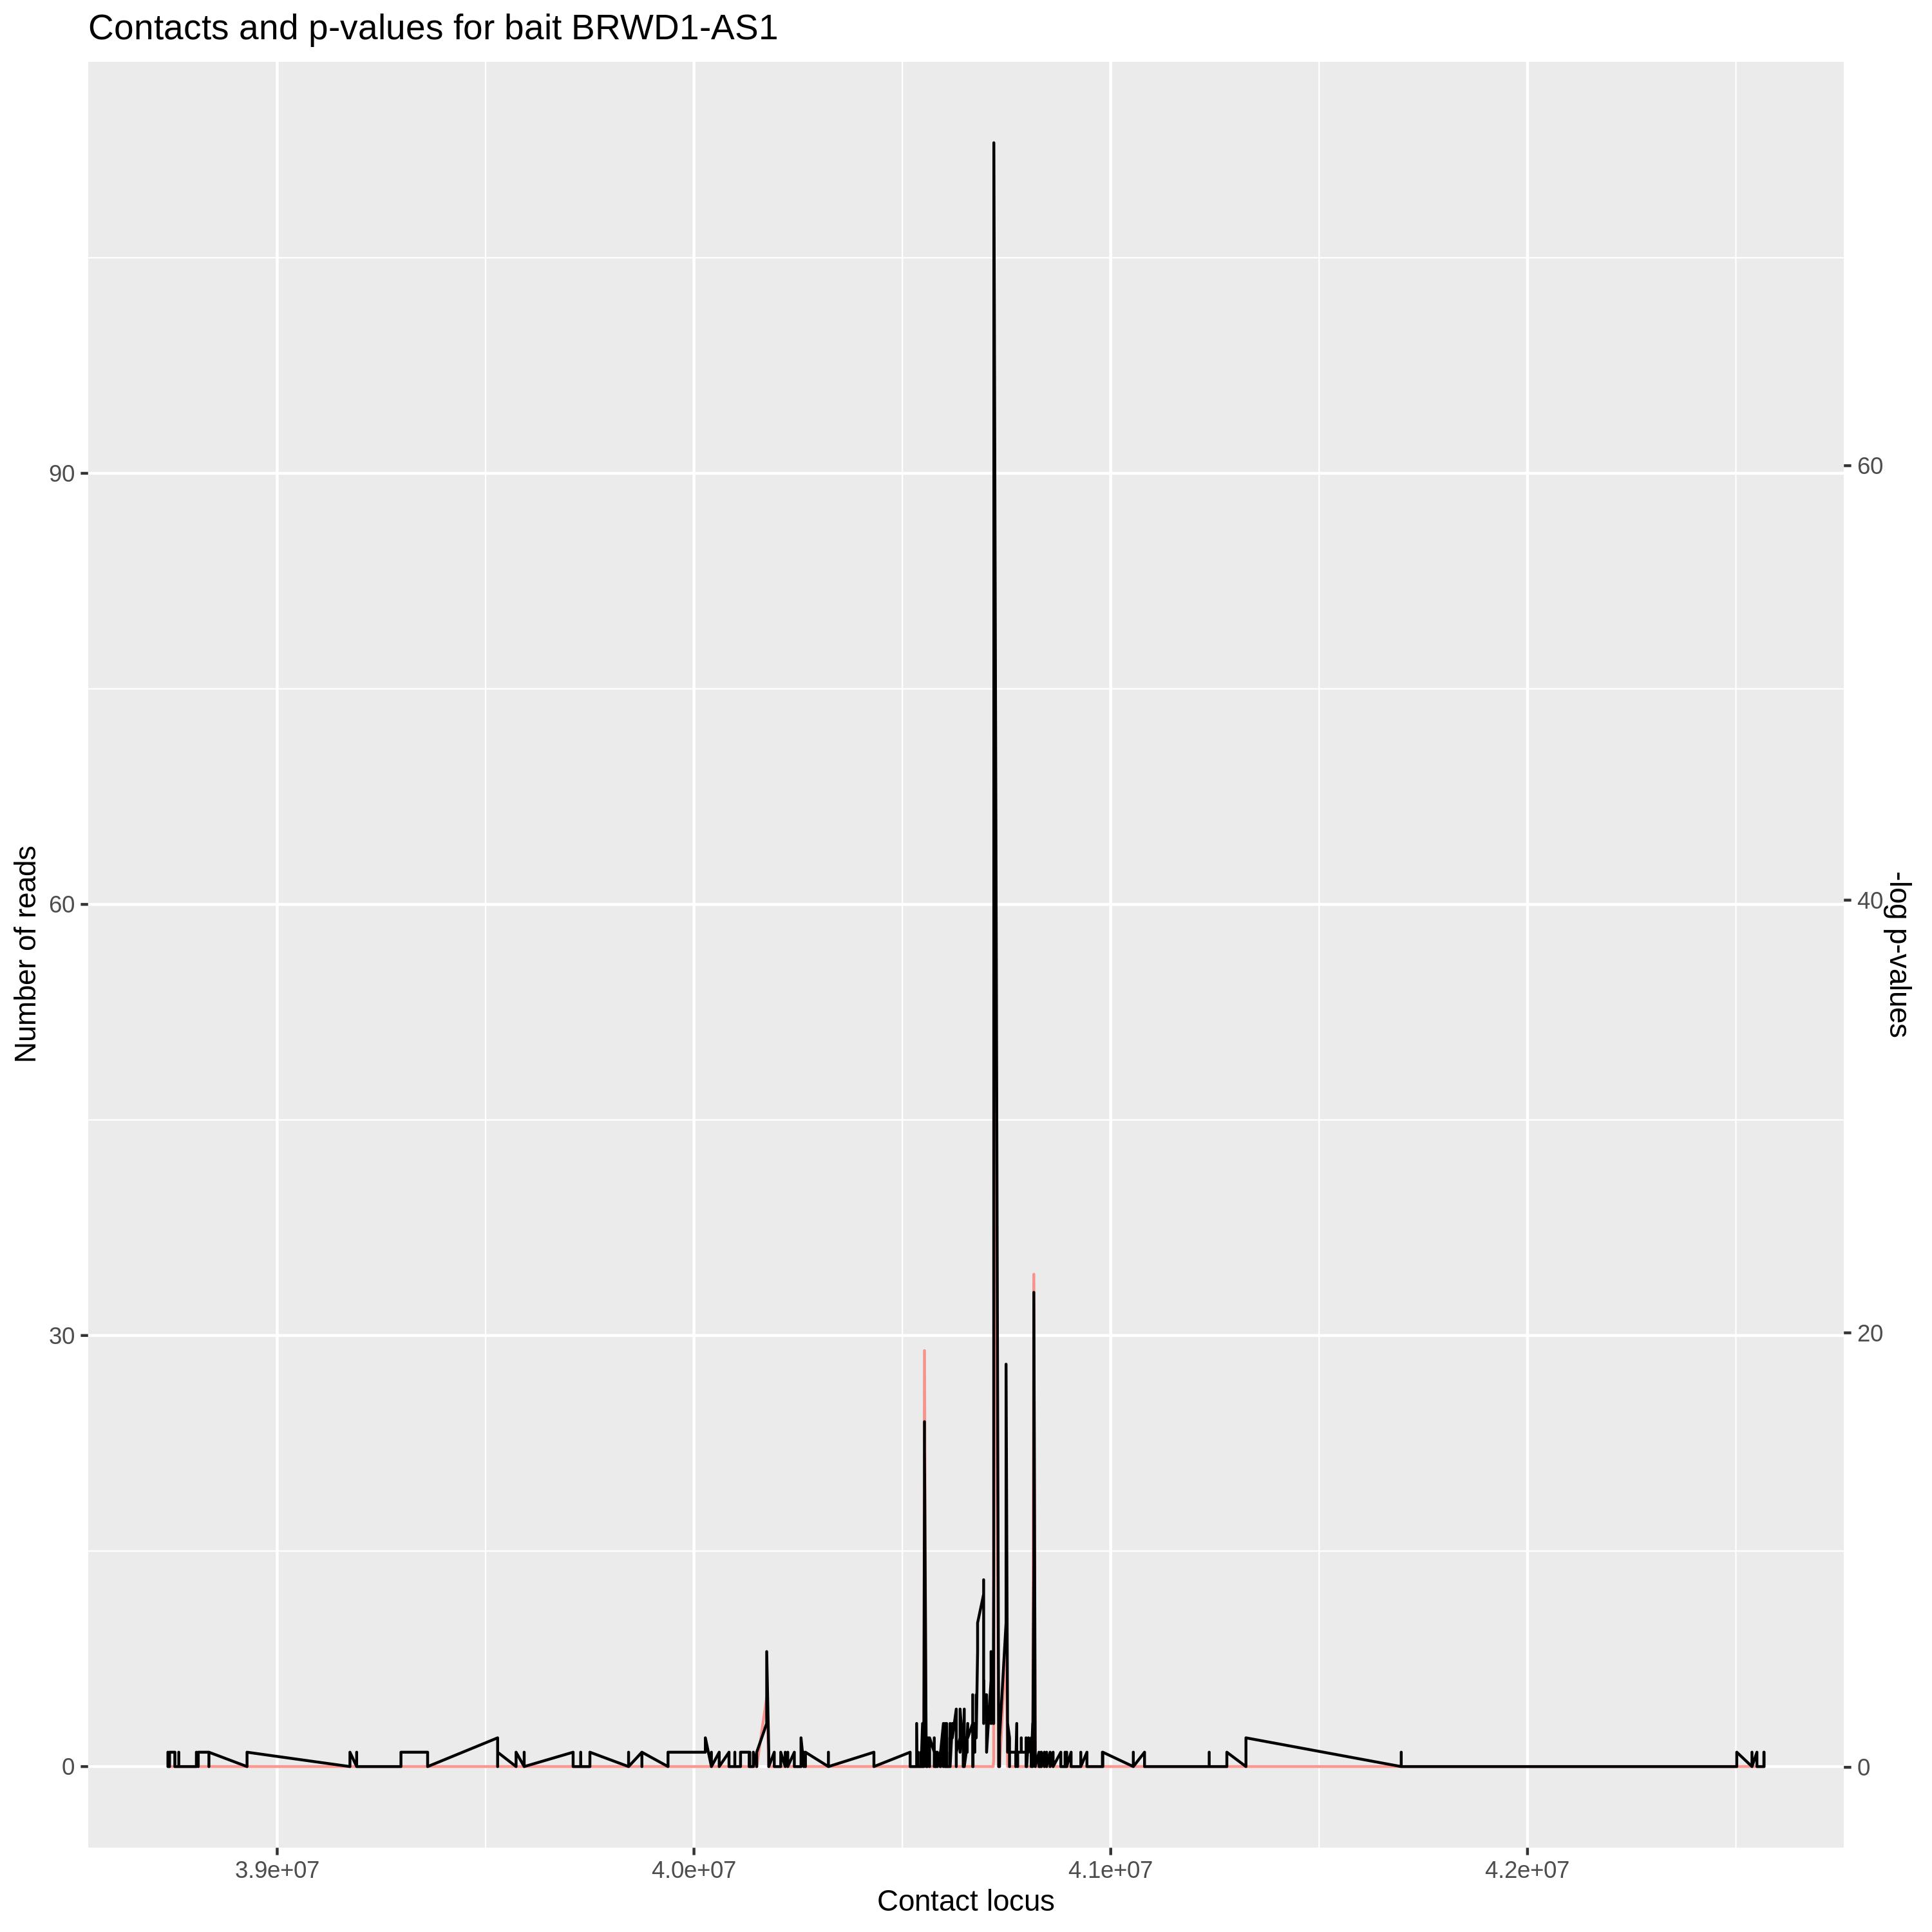 Contacts and p-values for bait BRWD1-AS1
90
60
30
0
Number of reads
60
40
20
0
-log p-values
3.9e+07
4.0e+07
4.1e+07
4.2e+07
Contact locus